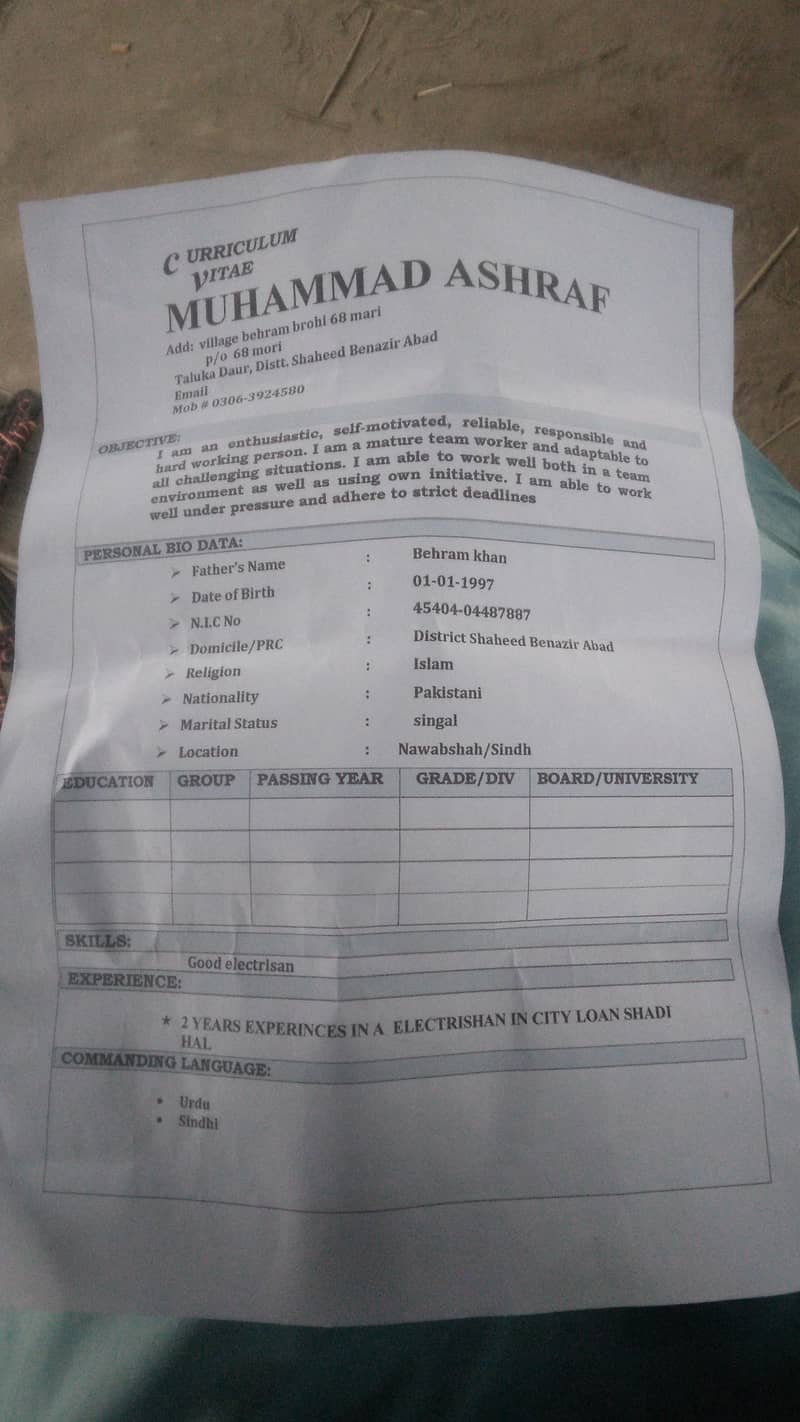 CURRICULUM
VITAE
MUHAMMAD ASHRAF
Add: village behram brohi 68 mari
p/o 68 mori
Taluka Daur, Distt. Shaheed Benazir Abad
Email
Mob # 0306-3924580
OBJECTIVE:
I am an enthusiastic, self-motivated, reliable, responsible and
hard working person. I am a mature team worker and adaptable to
all challenging situations. I am able to work well both in a team
environment as well as using own initiative. I am able to work
well under pressure and adhere to strict deadlines
PERSONAL BIO DATA:
➢ Father's Name : Behram khan
➢ Date of Birth : 01-01-1997
➢ N.I.C No : 45404-04487887
➢ Domicile/PRC : District Shaheed Benazir Abad
➢ Religion : Islam
➢ Nationality : Pakistani
➢ Marital Status : singal
➢ Location : Nawabshah/Sindh
EDUCATION GROUP PASSING YEAR GRADE/DIV BOARD/UNIVERSITY
SKILLS:
Good electrisan
EXPERIENCE:
* 2 YEARS EXPERINCES IN A ELECTRISHAN IN CITY LOAN SHADI
HAL
COMMANDING LANGUAGE:
• Urdu
• Sindhi